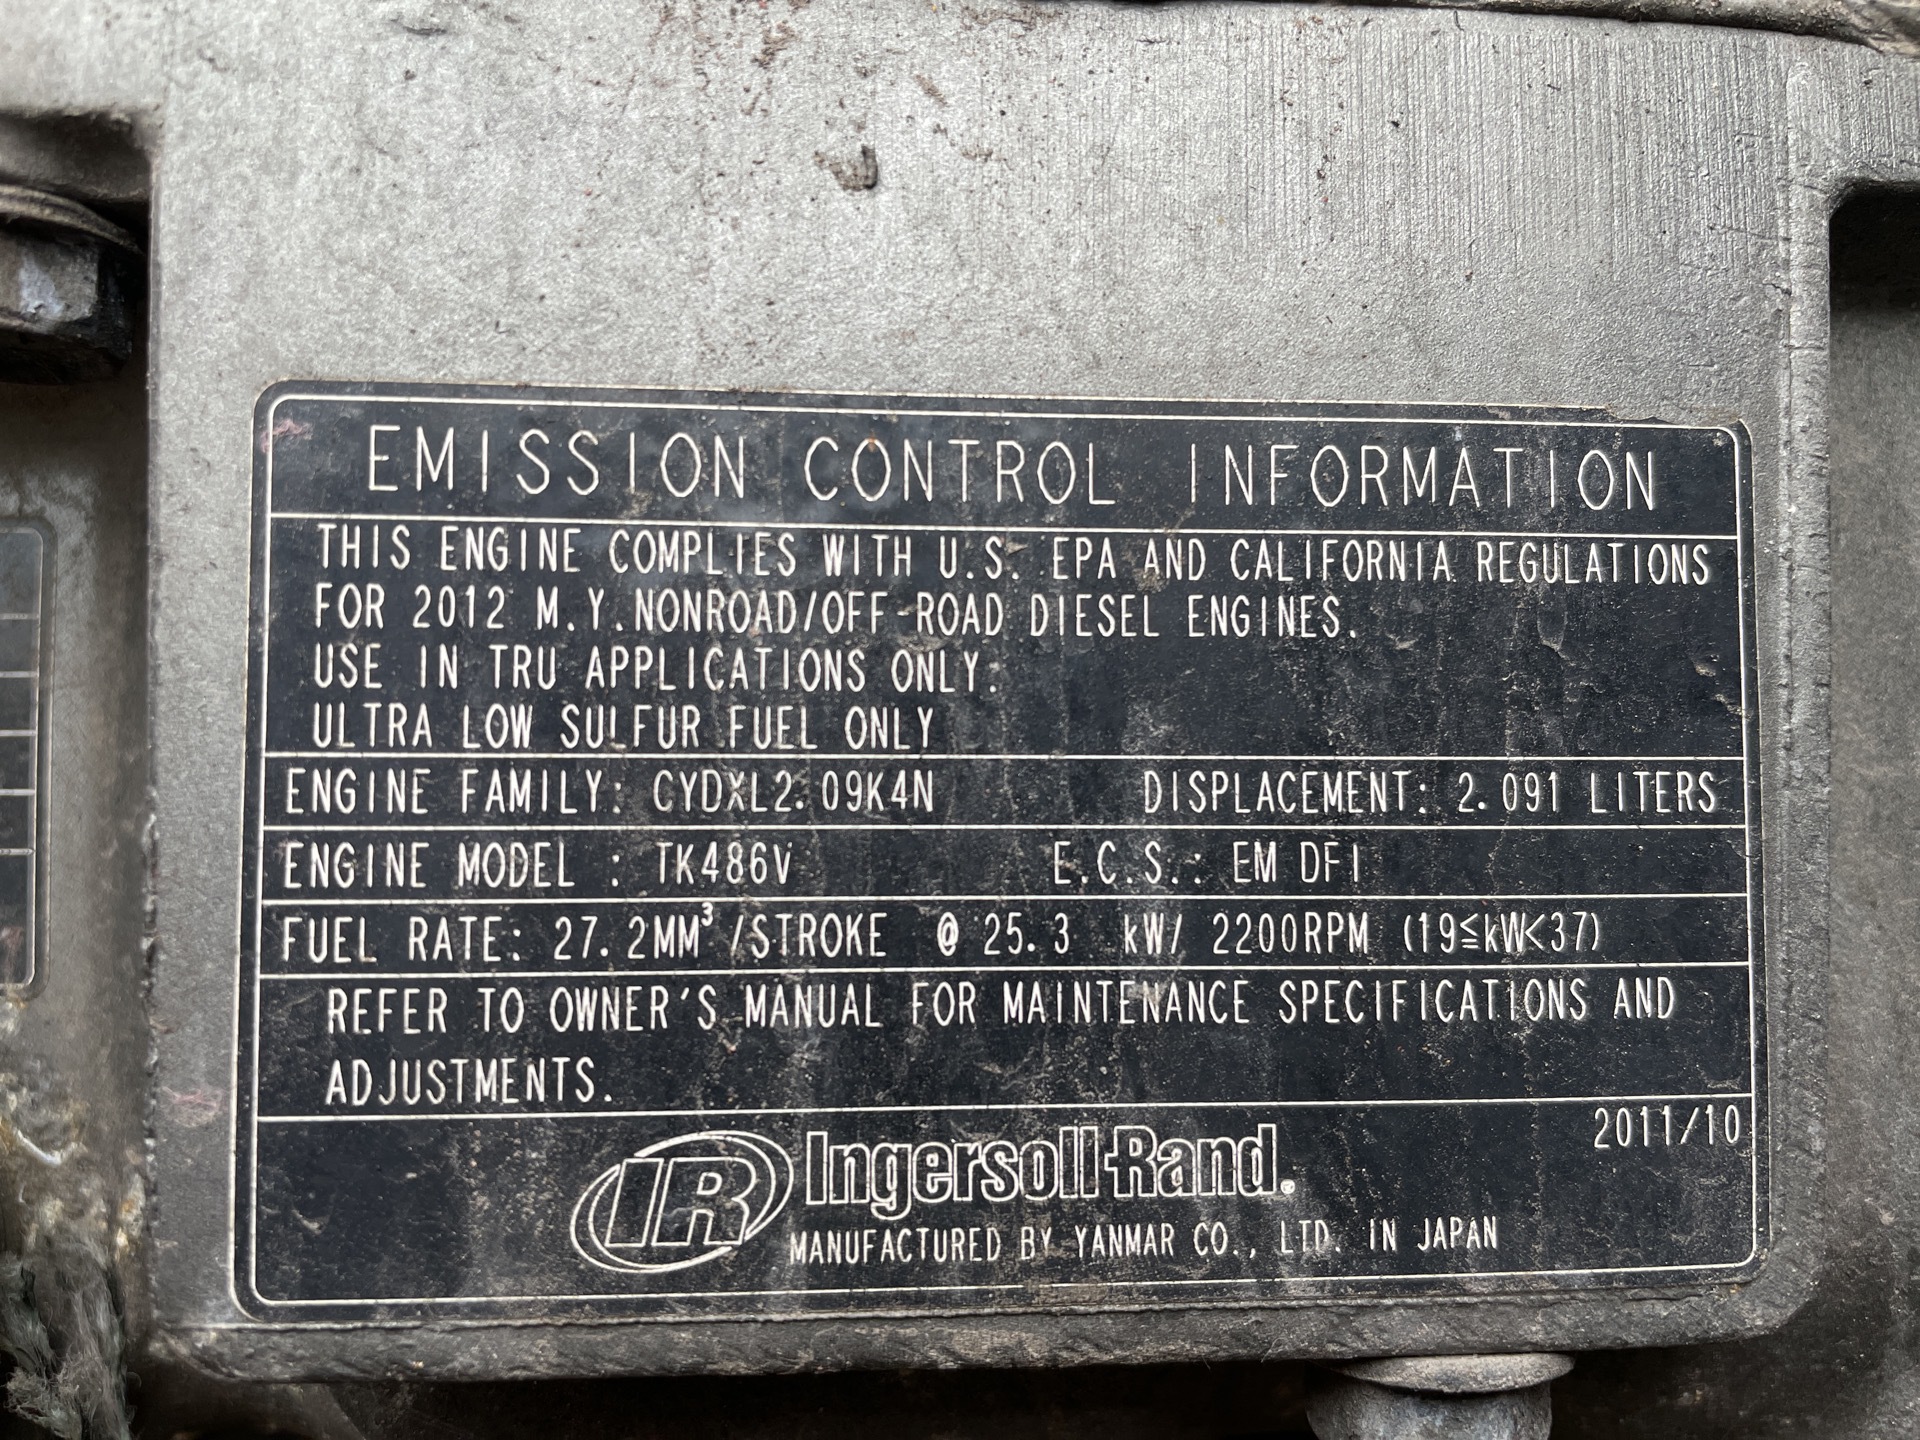 EMISSION CONTROL INFORMATION
THIS ENGINE COMPLIES WITH U.S. EPA AND CALIFORNIA REGULATIONS
FOR 2012 M.Y. NONROAD/OFF-ROAD DIESEL ENGINES.
USE IN TRU APPLICATIONS ONLY.
ULTRA LOW SULFUR FUEL ONLY
ENGINE FAMILY: CYDXL2.09K4N DISPLACEMENT: 2.091 LITERS
ENGINE MODEL : TK486V E.C.S.: EM DFI
FUEL RATE: 27.2MM³/STROKE @ 25.3 kW/ 2200RPM (19≦kW<37)
REFER TO OWNER'S MANUAL FOR MAINTENANCE SPECIFICATIONS AND
ADJUSTMENTS.
2011/10
IR Ingersoll-Rand.
MANUFACTURED BY YANMAR CO., LTD. IN JAPAN